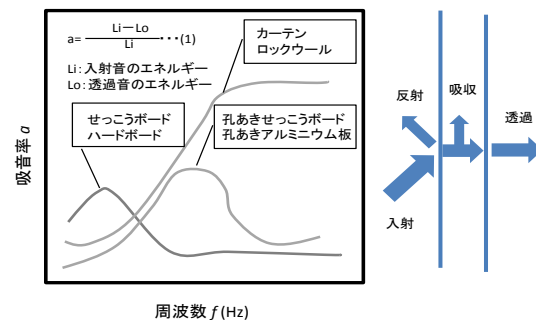 a= Li－Lo / Li ・・・(1)
Li：入射音のエネルギー
Lo：透過音のエネルギー
カーテン
ロックウール
せっこうボード
ハードボード
孔あきせっこうボード
孔あきアルミニウム板
吸音率 a
周波数 f (Hz)
反射
吸収
透過
入射